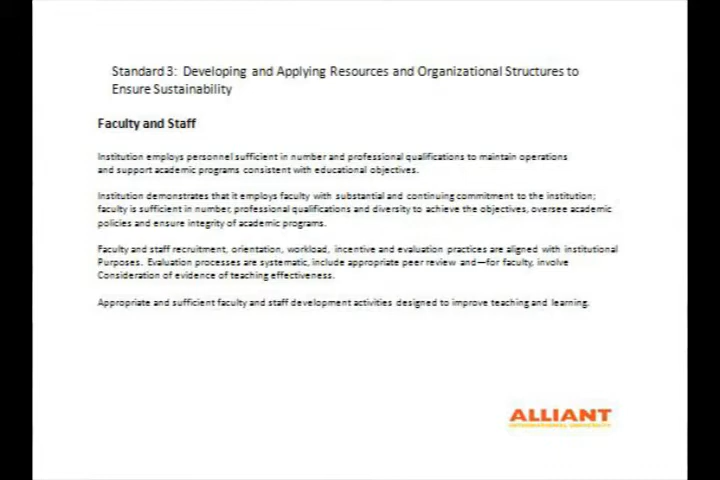 Standard 3: Developing and Applying Resources and Organizational Structures to
Ensure Sustainability
Faculty and Staff
Institution employs personnel sufficient in number and professional qualifications to maintain operations
and support academic programs consistent with educational objectives.
Institution demonstrates that it employs faculty with substantial and continuing commitment to the institution;
faculty is sufficient in number, professional qualifications and diversity to achieve the objectives, oversee academic
policies and ensure integrity of academic programs.
Faculty and staff recruitment, orientation, workload, incentive and evaluation practices are aligned with institutional
Purposes. Evaluation processes are systematic, include appropriate peer review and—for faculty, involve
Consideration of evidence of teaching effectiveness.
Appropriate and sufficient faculty and staff development activities designed to improve teaching and learning.
ALLIANT
INTERNATIONAL UNIVERSITY